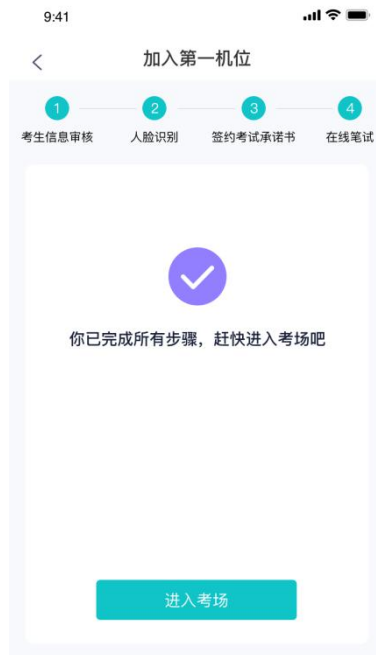 9:41
加入第一机位
1 2 3 4
考生信息审核 人脸识别 签约考试承诺书 在线笔试
你已完成所有步骤，赶快进入考场吧
进入考场